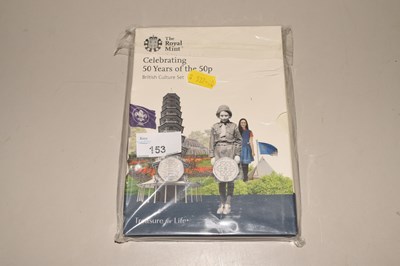 The
Royal
Mint
Celebrating
50 Years of the 50p
British Culture Set
153
Treasure for Life